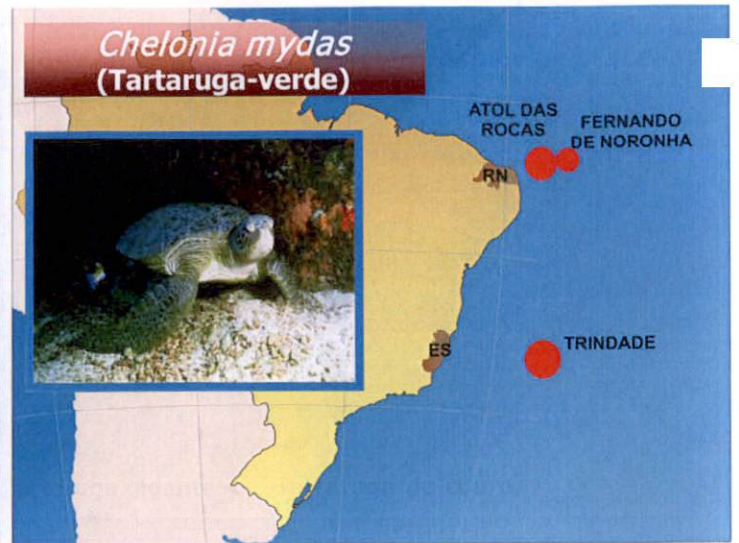 Chelonia mydas
(Tartaruga-verde)
ATOL DAS
ROCAS
FERNANDO
DE NORONHA
RN
ES
TRINDADE